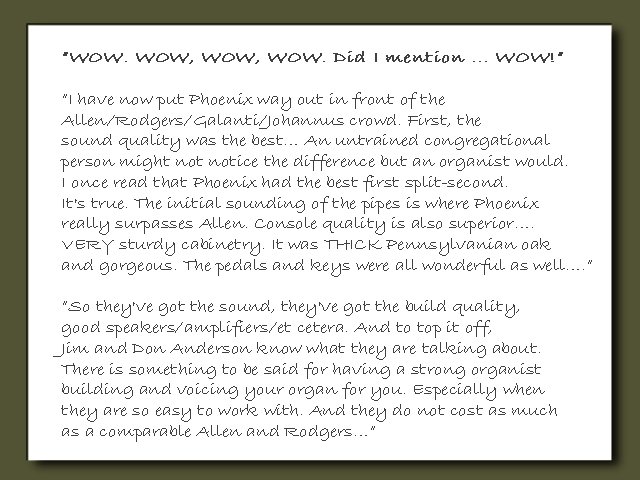 "WOW. WOW, WOW, WOW. Did I mention ... WOW!"
"I have now put Phoenix way out in front of the
Allen/Rodgers/Galanti/Johannus crowd. First, the
sound quality was the best... An untrained congregational
person might not notice the difference but an organist would.
I once read that Phoenix had the best first split-second.
It's true. The initial sounding of the pipes is where Phoenix
really surpasses Allen. Console quality is also superior....
VERY sturdy cabinetry. It was THICK Pennsylvanian oak
and gorgeous. The pedals and keys were all wonderful as well...."
"So they've got the sound, they've got the build quality,
good speakers/amplifiers/et cetera. And to top it off,
Jim and Don Anderson know what they are talking about.
There is something to be said for having a strong organist
building and voicing your organ for you. Especially when
they are so easy to work with. And they do not cost as much
as a comparable Allen and Rodgers..."